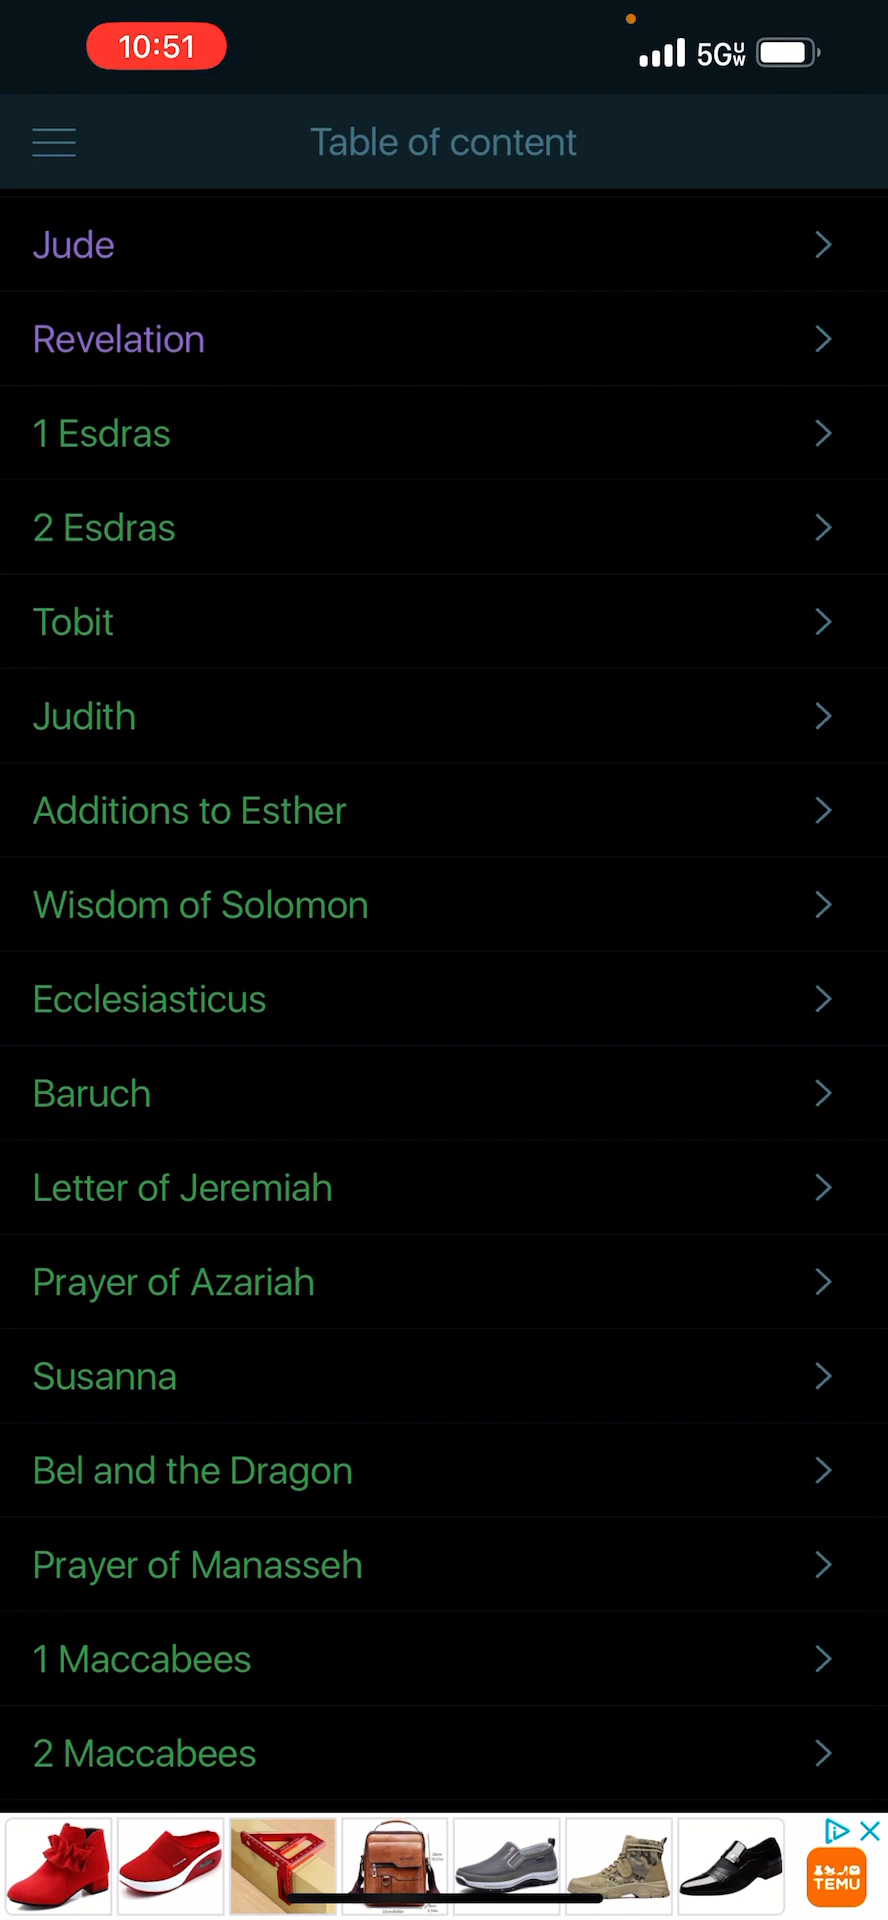 10:51
5G UW
Table of content
Jude
Revelation
1 Esdras
2 Esdras
Tobit
Judith
Additions to Esther
Wisdom of Solomon
Ecclesiasticus
Baruch
Letter of Jeremiah
Prayer of Azariah
Susanna
Bel and the Dragon
Prayer of Manasseh
1 Maccabees
2 Maccabees
TEMU